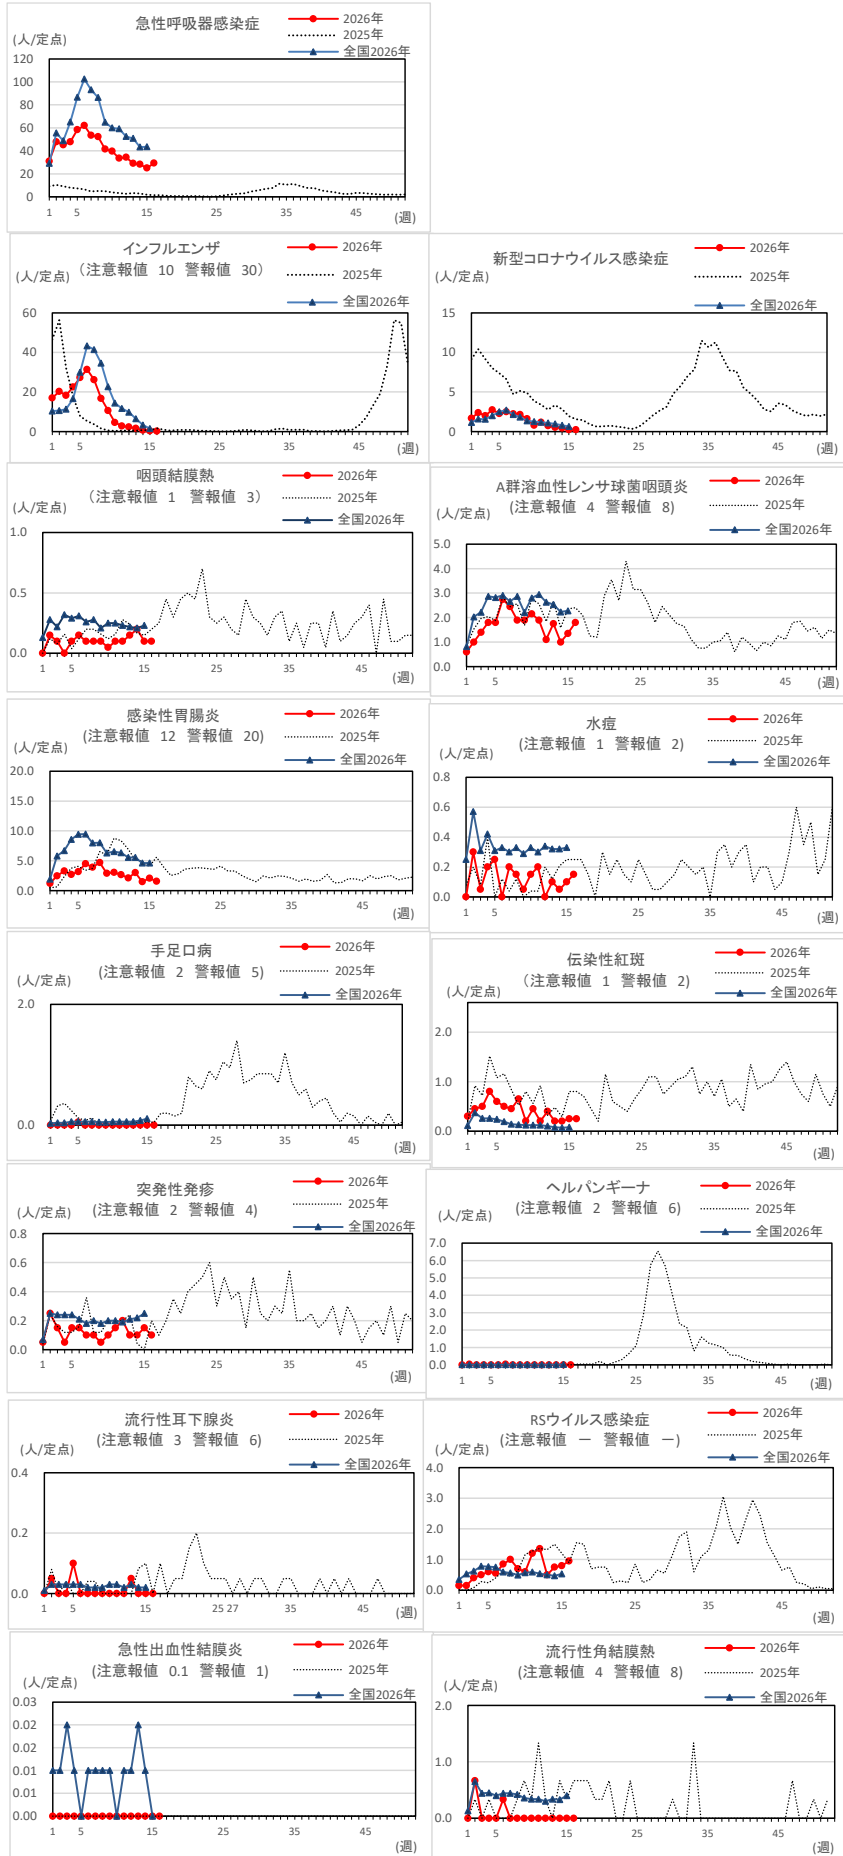 急性呼吸器感染症
(人/定点)
2026年
2025年
全国2026年
120
100
80
60
40
20
0
1 5 15 25 35 45
(週)
インフルエンザ
（注意報値 10 警報値 30）
(人/定点)
2026年
2025年
全国2026年
60
40
20
0
1 5 15 25 35 45
(週)
新型コロナウイルス感染症
(人/定点)
2026年
2025年
全国2026年
15
10
5
0
1 5 15 25 35 45
(週)
咽頭結膜熱
（注意報値 1 警報値 3）
(人/定点)
2026年
2025年
全国2026年
1.0
0.5
0.0
1 5 15 25 35 45
(週)
A群溶血性レンサ球菌咽頭炎
(注意報値 4 警報値 8)
(人/定点)
2026年
2025年
全国2026年
5.0
4.0
3.0
2.0
1.0
0.0
1 5 15 25 35 45
(週)
感染性胃腸炎
(注意報値 12 警報値 20)
(人/定点)
2026年
2025年
全国2026年
20.0
15.0
10.0
5.0
0.0
1 5 15 25 35 45
(週)
水痘
(注意報値 1 警報値 2)
(人/定点)
2026年
2025年
全国2026年
0.8
0.6
0.4
0.2
0.0
1 5 15 25 35 45
(週)
手足口病
(注意報値 2 警報値 5)
(人/定点)
2026年
2025年
全国2026年
2.0
0.0
1 5 15 25 35 45
(週)
伝染性紅斑
（注意報値 1 警報値 2)
(人/定点)
2026年
2025年
全国2026年
2.0
1.0
0.0
1 5 15 25 35 45
(週)
突発性発疹
(注意報値 2 警報値 4)
(人/定点)
2026年
2025年
全国2026年
0.8
0.6
0.4
0.2
0.0
1 5 15 25 35 45
(週)
ヘルパンギーナ
(注意報値 2 警報値 6)
(人/定点)
2026年
2025年
全国2026年
7.0
6.0
5.0
4.0
3.0
2.0
1.0
0.0
1 5 15 25 35 45
(週)
流行性耳下腺炎
(注意報値 3 警報値 6)
(人/定点)
2026年
2025年
全国2026年
0.4
0.2
0.0
1 5 15 25 27 35 45
(週)
RSウイルス感染症
(注意報値 ー 警報値 ー)
(人/定点)
2026年
2025年
全国2026年
4.0
3.0
2.0
1.0
0.0
1 5 15 25 35 45
(週)
急性出血性結膜炎
(注意報値 0.1 警報値 1)
(人/定点)
2026年
2025年
全国2026年
0.03
0.02
0.02
0.01
0.01
0.00
1 5 15 25 35 45
(週)
流行性角結膜熱
(注意報値 4 警報値 8)
(人/定点)
2026年
2025年
全国2026年
2.0
1.0
0.0
1 5 15 25 35 45
(週)